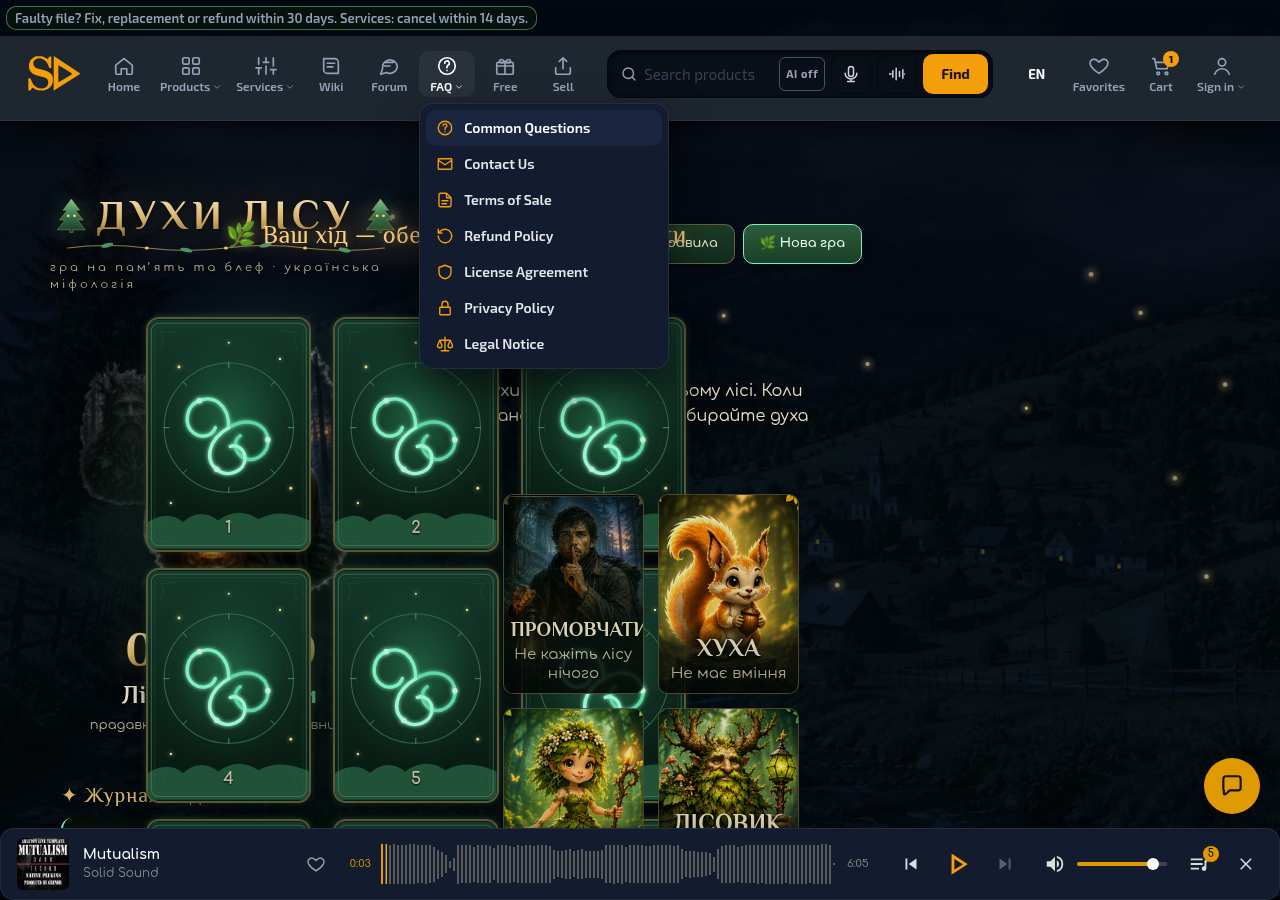 Faulty file? Fix, replacement or refund within 30 days. Services: cancel within 14 days.
Home
Products
Services
Wiki
Forum
FAQ
Free
Sell
Search products
AI off
Find
EN
Favorites
1
Cart
Sign in
Common Questions
Contact Us
Terms of Sale
Refund Policy
License Agreement
Privacy Policy
Legal Notice
ДУХИ ЛІСУ
Ваш хід —
Нова гра
гра на пам'ять та блеф · українська
міфологія
лісі. Коли
духа
1
2
ПРОМОВЧАТИ
Не кажіть лісу
нічого
ХУХА
Не має вміння
4
5
ЛІСОВИК
MUTUALISM
Mutualism
Solid Sound
0:03
6:05
5